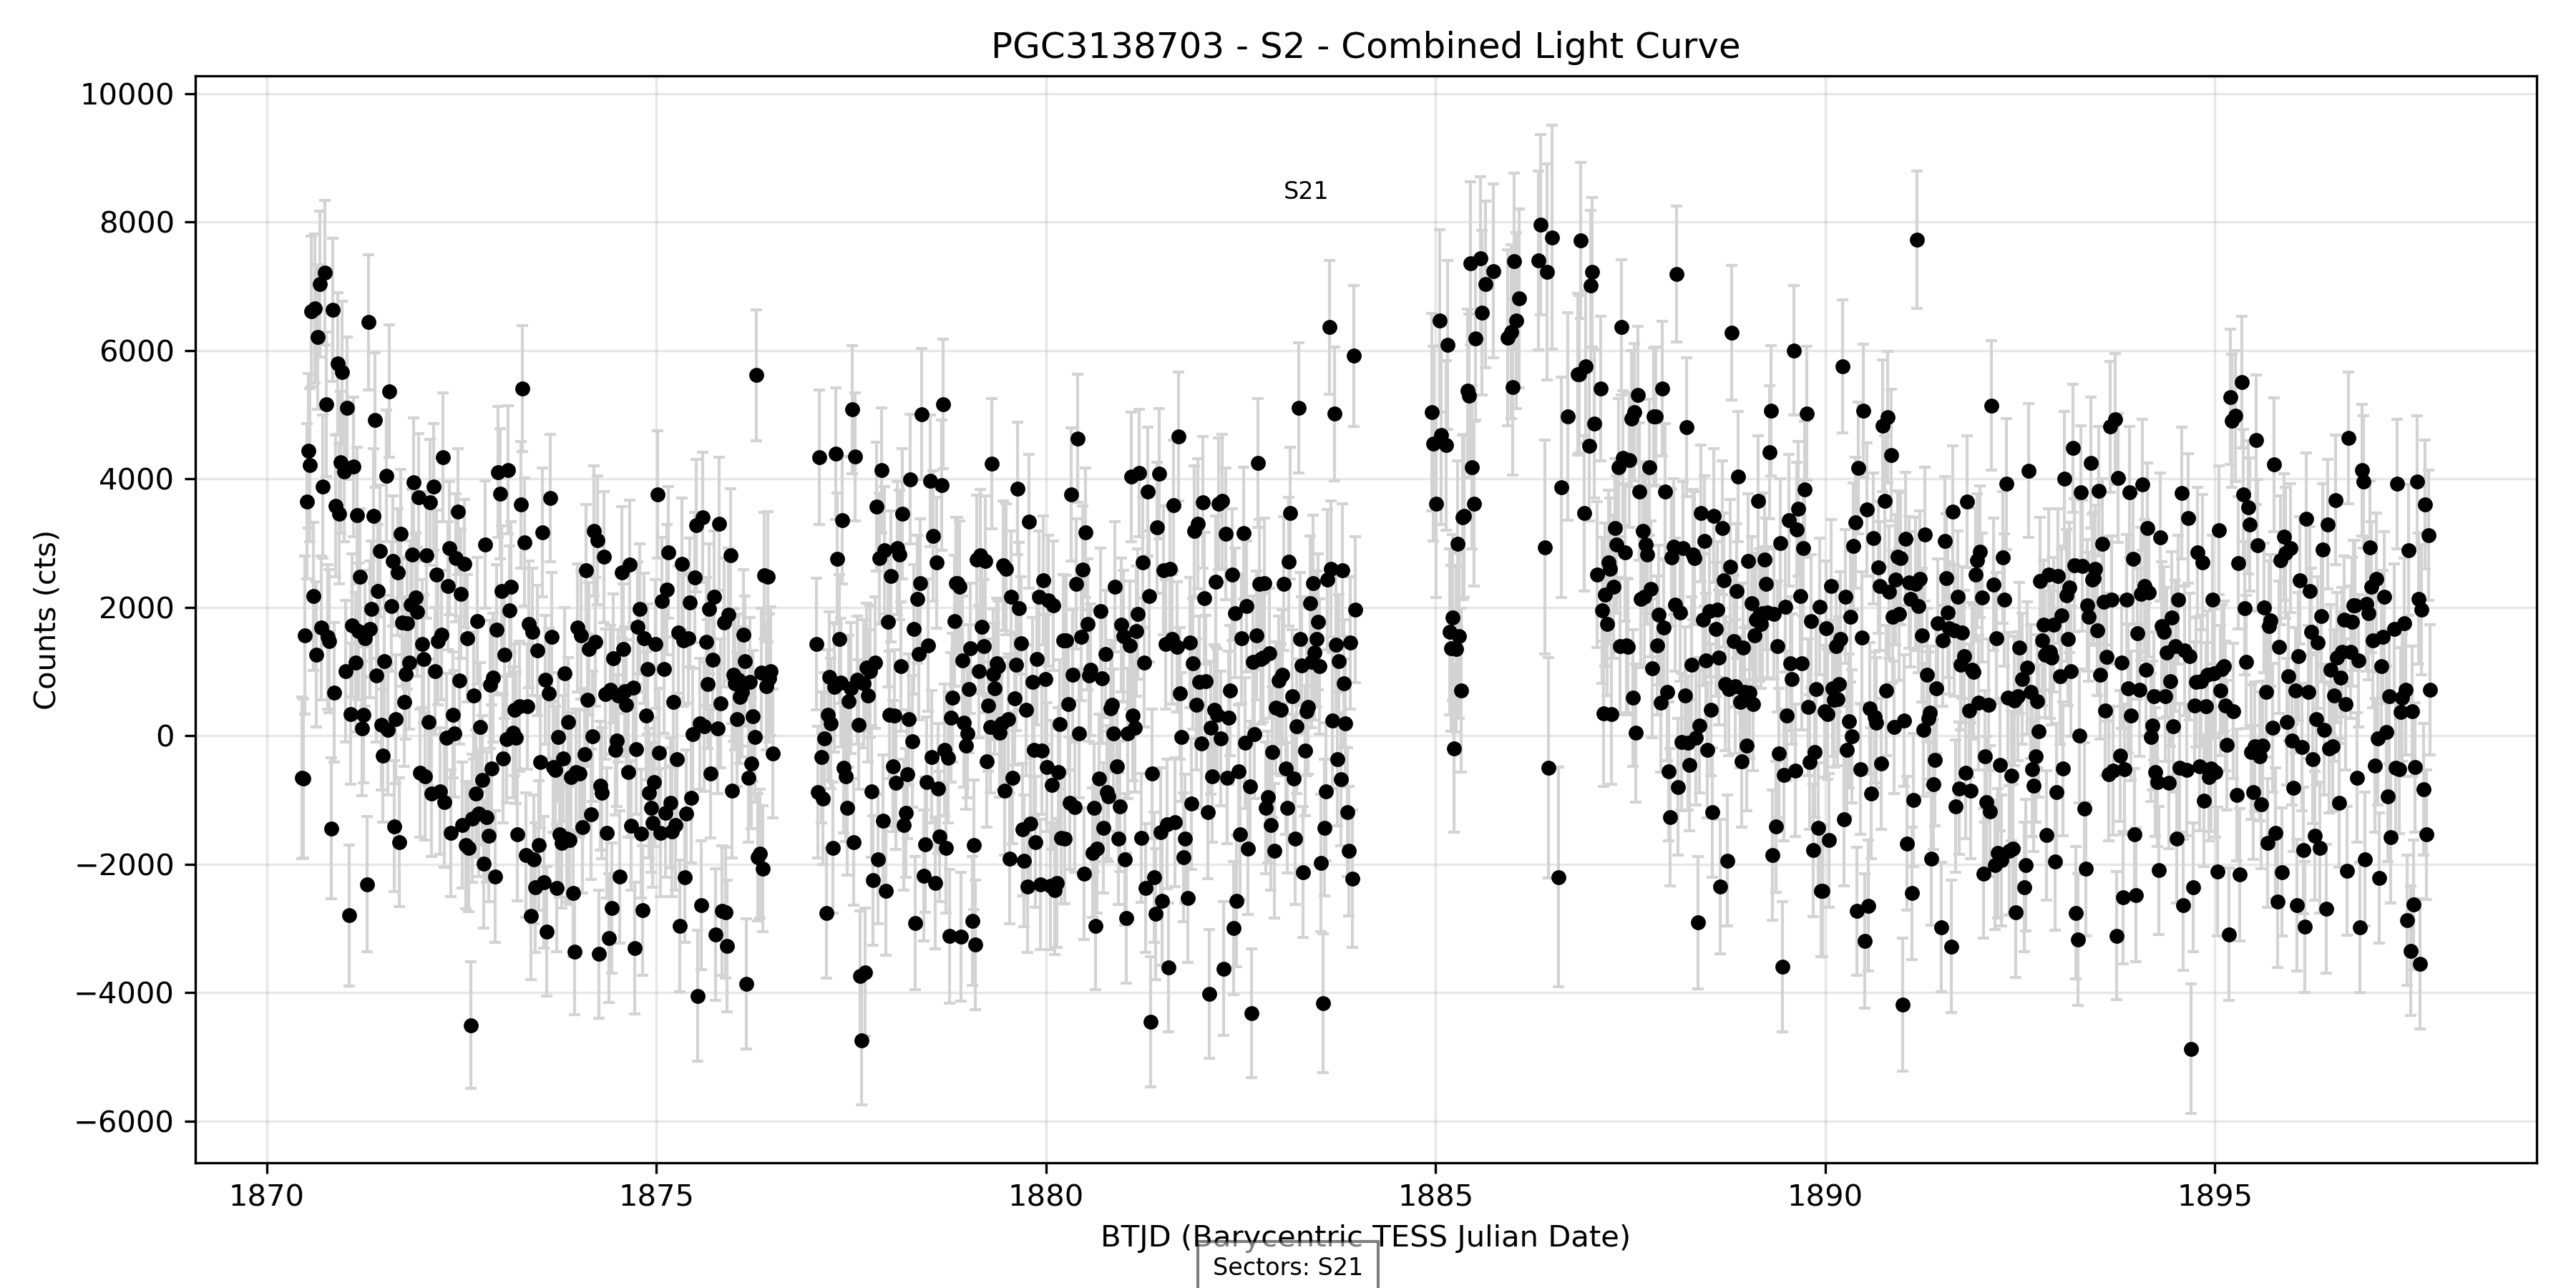 PGC3138703 - S2 - Combined Light Curve
10000
8000
6000
4000
2000
0
−2000
−4000
−6000
Counts (cts)
S21
1870 1875 1880 1885 1890 1895
BTJD (Barycentric TESS Julian Date)
Sectors: S21